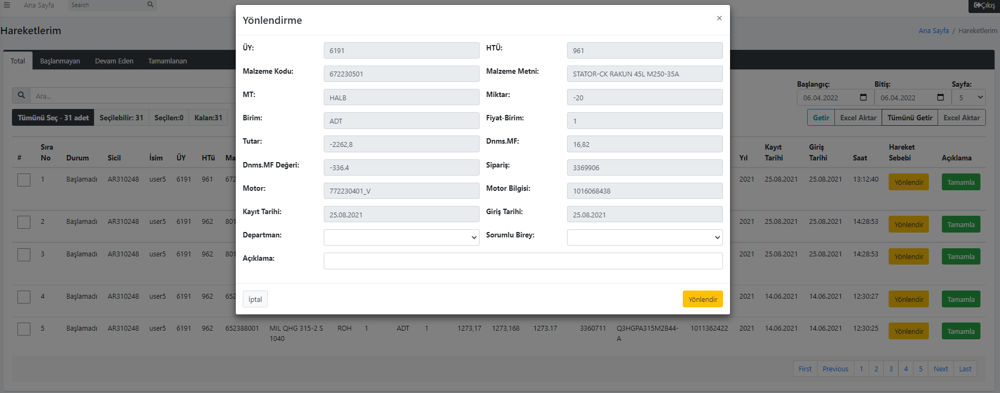 Ana Sayfa Search Çıkış
Hareketlerim Ana Sayfa / Hareketlerim
Total Başlanmayan Devam Eden Tamamlanan
Yönlendirme ×
ÜY: 6191 HTÜ: 961
Malzeme Kodu: 672230501 Malzeme Metni: STATOR-CK RAKUN 45L M250-35A
MT: HALB Miktar: -20
Birim: ADT Fiyat-Birim: 1
Tutar: -2262,8 Dnms.MF: 16,82
Dnms.MF Değeri: -336.4 Sipariş: 3369906
Motor: 772230401_V Motor Bilgisi: 1016068438
Kayıt Tarihi: 25.08.2021 Giriş Tarihi: 25.08.2021
Departman: Sorumlu Birey:
Açıklama:
İptal Yönlendir
Başlangıç: Bitiş: Sayfa:
Ara... 06.04.2022 06.04.2022 5
Tümünü Seç - 31 adet Seçilebilir: 31 Seçilen:0 Kalan:31 Getir Excel Aktar Tümünü Getir Excel Aktar
# Sıra No Durum Sicil İsim ÜY HTü Ma Yıl Kayıt Tarihi Giriş Tarihi Saat Hareket Sebebi Açıklama
1 Başlamadı AR310248 user5 6191 961 672 2021 25.08.2021 25.08.2021 13:12:40 Yönlendir Tamamla
2 Başlamadı AR310248 user5 6191 962 801 2021 25.08.2021 25.08.2021 14:28:53 Yönlendir Tamamla
3 Başlamadı AR310248 user5 6191 962 801 2021 25.08.2021 25.08.2021 14:28:53 Yönlendir Tamamla
4 Başlamadı AR310248 user5 6191 962 652 2021 14.06.2021 14.06.2021 12:30:27 Yönlendir Tamamla
5 Başlamadı AR310248 user5 6191 962 652388001 MIL QHG 315-2 S ROH 1 ADT 1 1273,17 1273,168 1273.17 3360711 Q3HGPA315M2B44- 1011362422 2021 14.06.2021 14.06.2021 12:30:25 Yönlendir Tamamla
1040 A
First Previous 1 2 3 4 5 Next Last